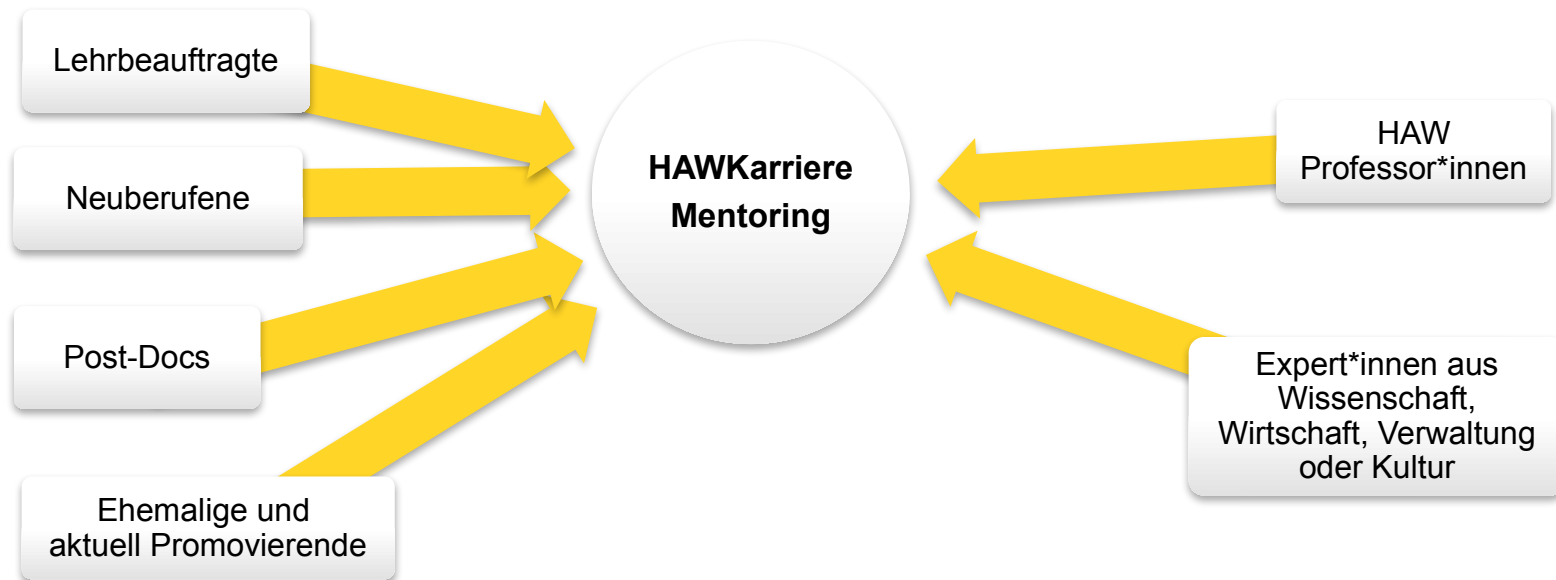 Lehrbeauftragte
Neuberufene
Post-Docs
Ehemalige und
aktuell Promovierende
HAWKarriere
Mentoring
HAW
Professor*innen
Expert*innen aus
Wissenschaft,
Wirtschaft, Verwaltung
oder Kultur